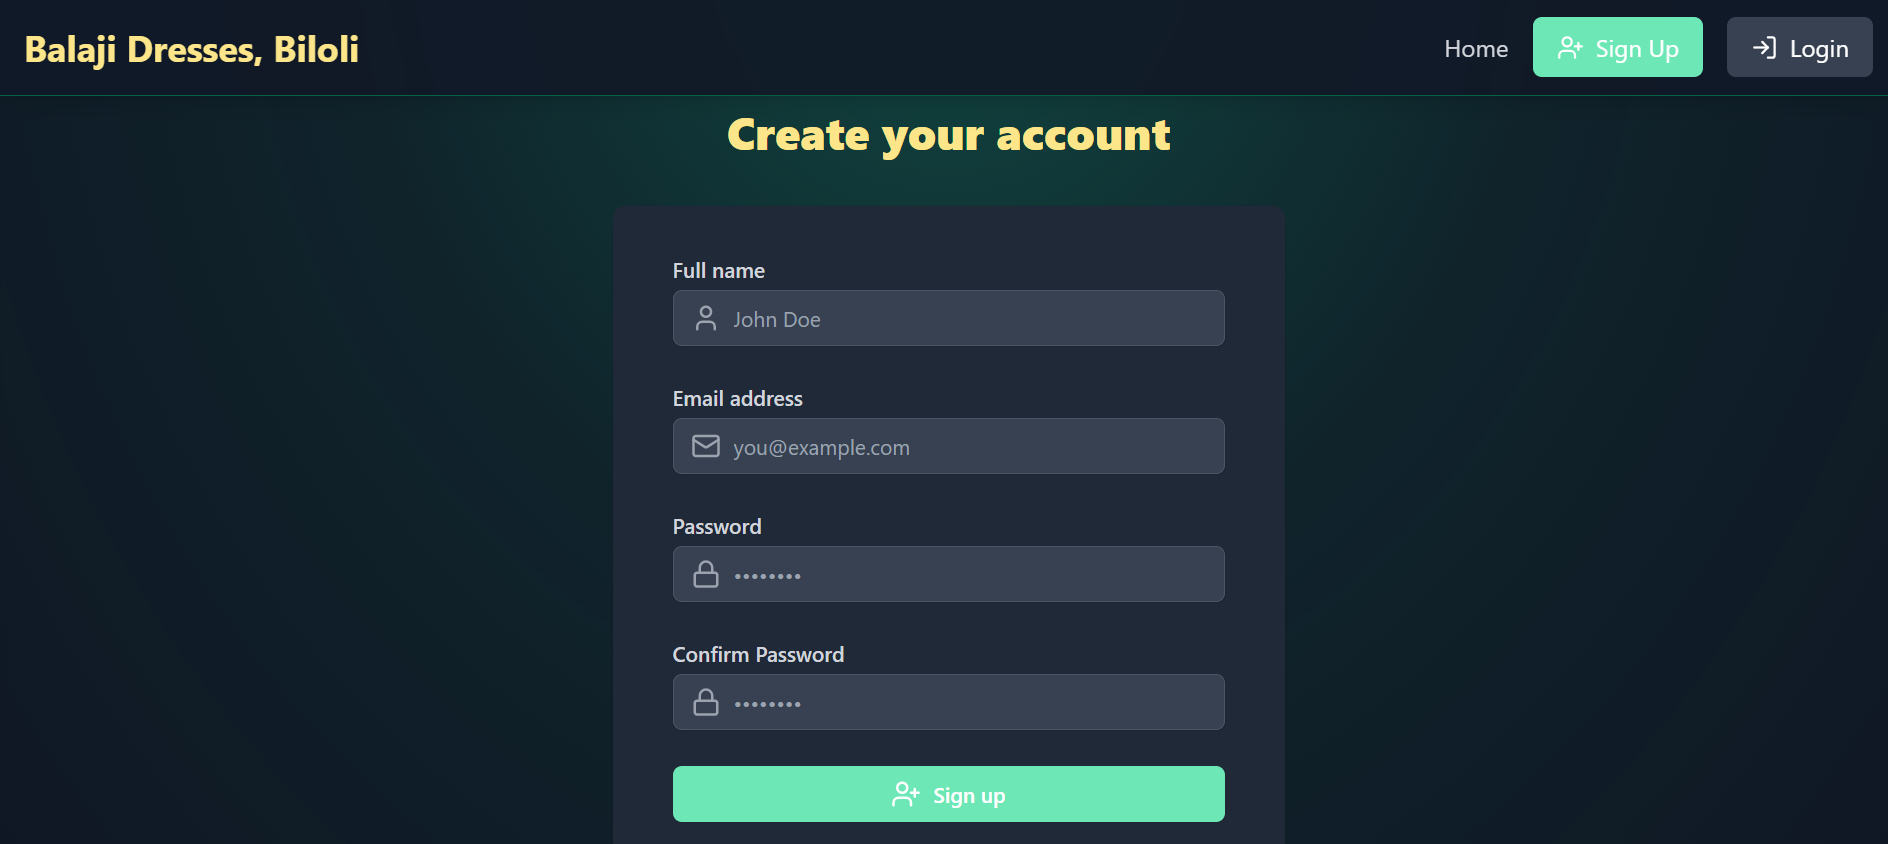 Balaji Dresses, Biloli
Home
Sign Up
Login
Create your account
Full name
John Doe
Email address
you@example.com
Password
••••••••
Confirm Password
••••••••
Sign up